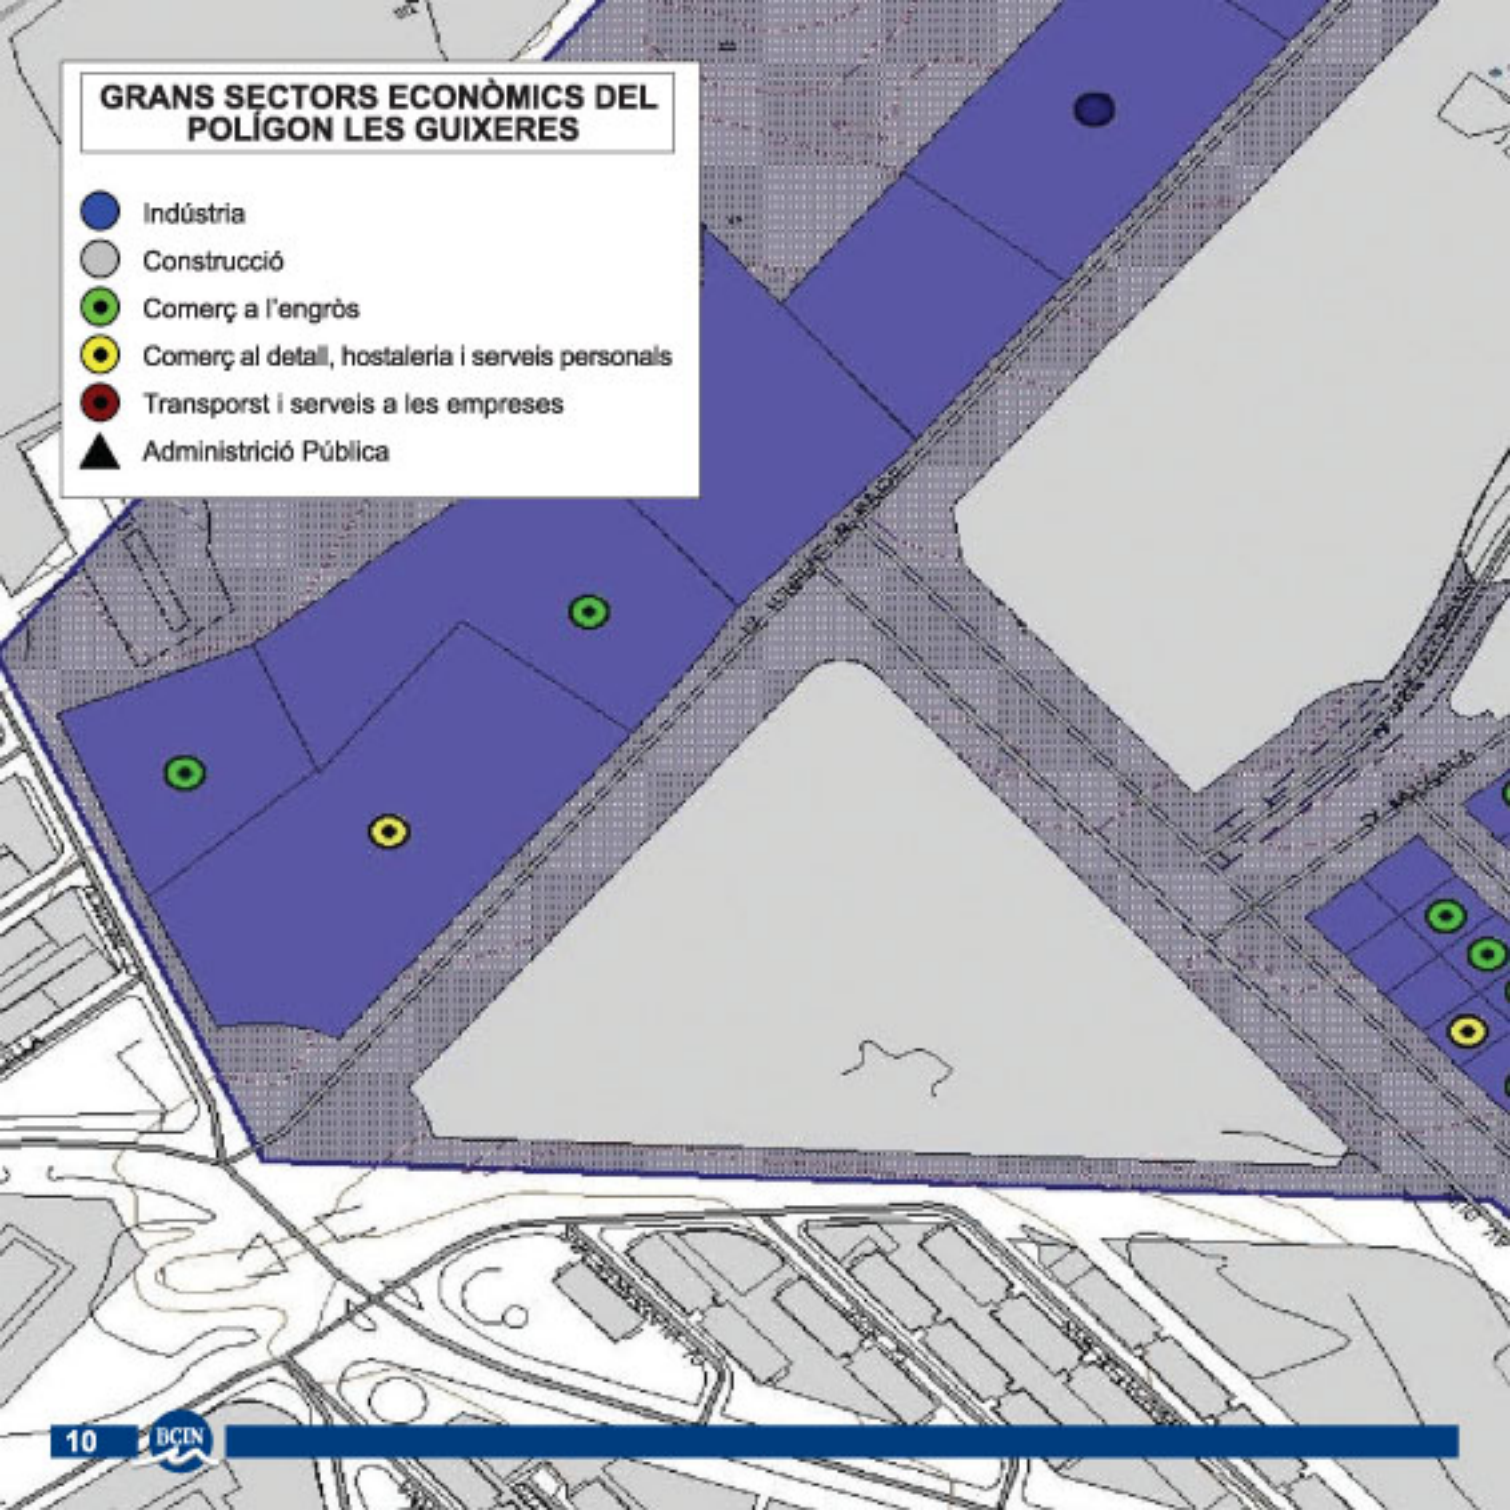 GRANS SECTORS ECONÒMICS DEL
POLÍGON LES GUIXERES
Indústria
Construcció
Comerç a l'engròs
Comerç al detall, hostaleria i serveis personals
Transporst i serveis a les empreses
Administrició Pública
10
BCIN